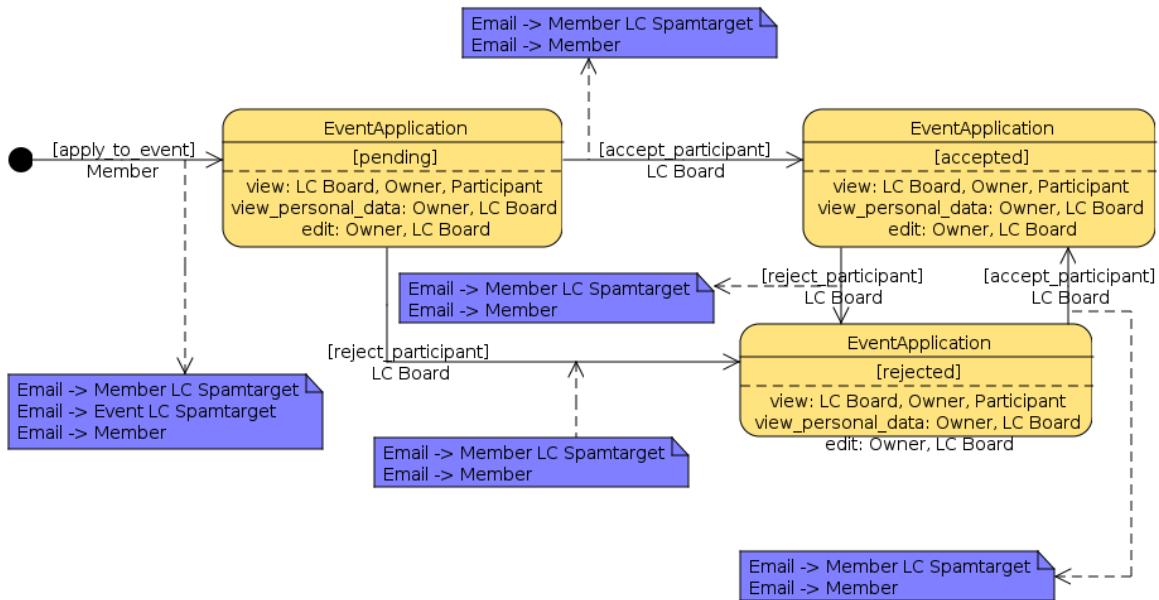 Email -> Member LC Spamtarget
Email -> Member
EventApplication
[pending]
view: LC Board, Owner, Participant
view_personal_data: Owner, LC Board
edit: Owner, LC Board
EventApplication
[accepted]
view: LC Board, Owner, Participant
view_personal_data: Owner, LC Board
edit: Owner, LC Board
[apply_to_event]
Member
[accept_participant]
LC Board
[reject_participant]
LC Board
[accept_participant]
LC Board
Email -> Member LC Spamtarget
Email -> Member
[reject_participant]
LC Board
EventApplication
[rejected]
view: LC Board, Owner, Participant
view_personal_data: Owner, LC Board
edit: Owner, LC Board
Email -> Member LC Spamtarget
Email -> Event LC Spamtarget
Email -> Member
Email -> Member LC Spamtarget
Email -> Member
Email -> Member LC Spamtarget
Email -> Member